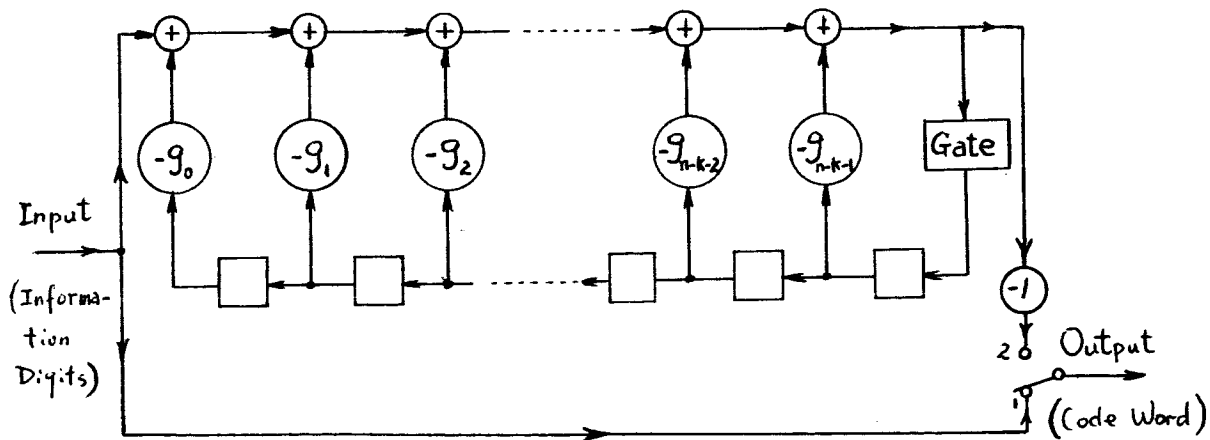 + + + + +
-g₀ -g₁ -g₂ -gₙ₋ₖ₋₂ -gₙ₋ₖ₋₁ Gate
Input
(Informa-
tion
Digits)
-1
2
Output
1
(Code Word)